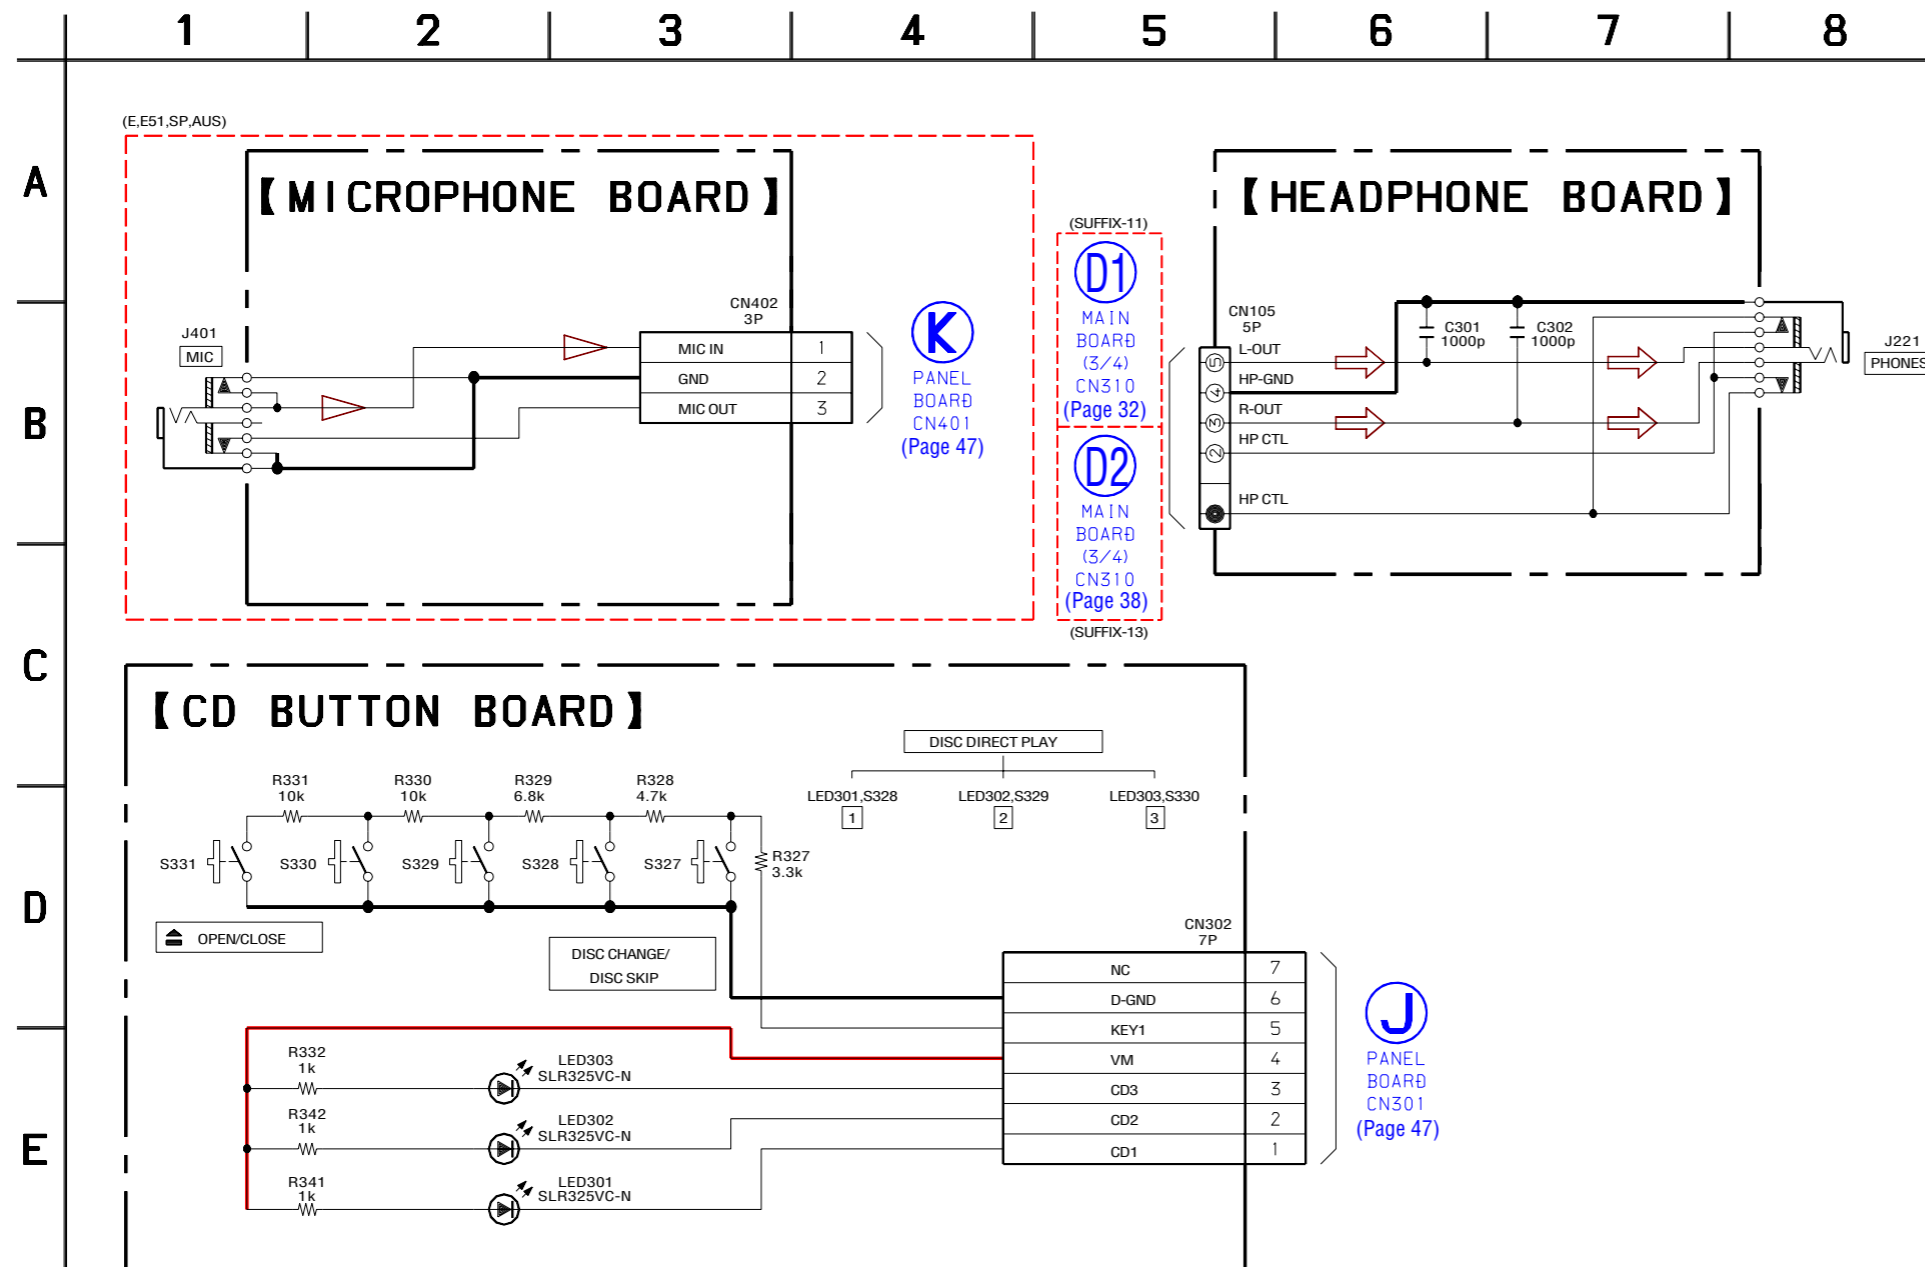 1 2 3 4 5 6 7 8
A
B
C
D
E
(E,E51,SP,AUS)
【MICROPHONE BOARD】
J401
MIC
CN402
3P
MIC IN 1
GND 2
MIC OUT 3
K
PANEL
BOARD
CN401
(Page 47)
(SUFFIX-11)
D1
MAIN
BOARD
(3/4)
CN310
(Page 32)
D2
MAIN
BOARD
(3/4)
CN310
(Page 38)
(SUFFIX-13)
【HEADPHONE BOARD】
CN105
5P
5 L-OUT
4 HP-GND
3 R-OUT
2 HP CTL
HP CTL
C301
1000p
C302
1000p
J221
PHONES
【CD BUTTON BOARD】
R331
10k
R330
10k
R329
6.8k
R328
4.7k
R327
3.3k
S331
S330
S329
S328
S327
OPEN/CLOSE
DISC CHANGE/
DISC SKIP
DISC DIRECT PLAY
LED301,S328
1
LED302,S329
2
LED303,S330
3
CN302
7P
NC 7
D-GND 6
KEY1 5
VM 4
CD3 3
CD2 2
CD1 1
J
PANEL
BOARD
CN301
(Page 47)
R332
1k
LED303
SLR325VC-N
R342
1k
LED302
SLR325VC-N
R341
1k
LED301
SLR325VC-N